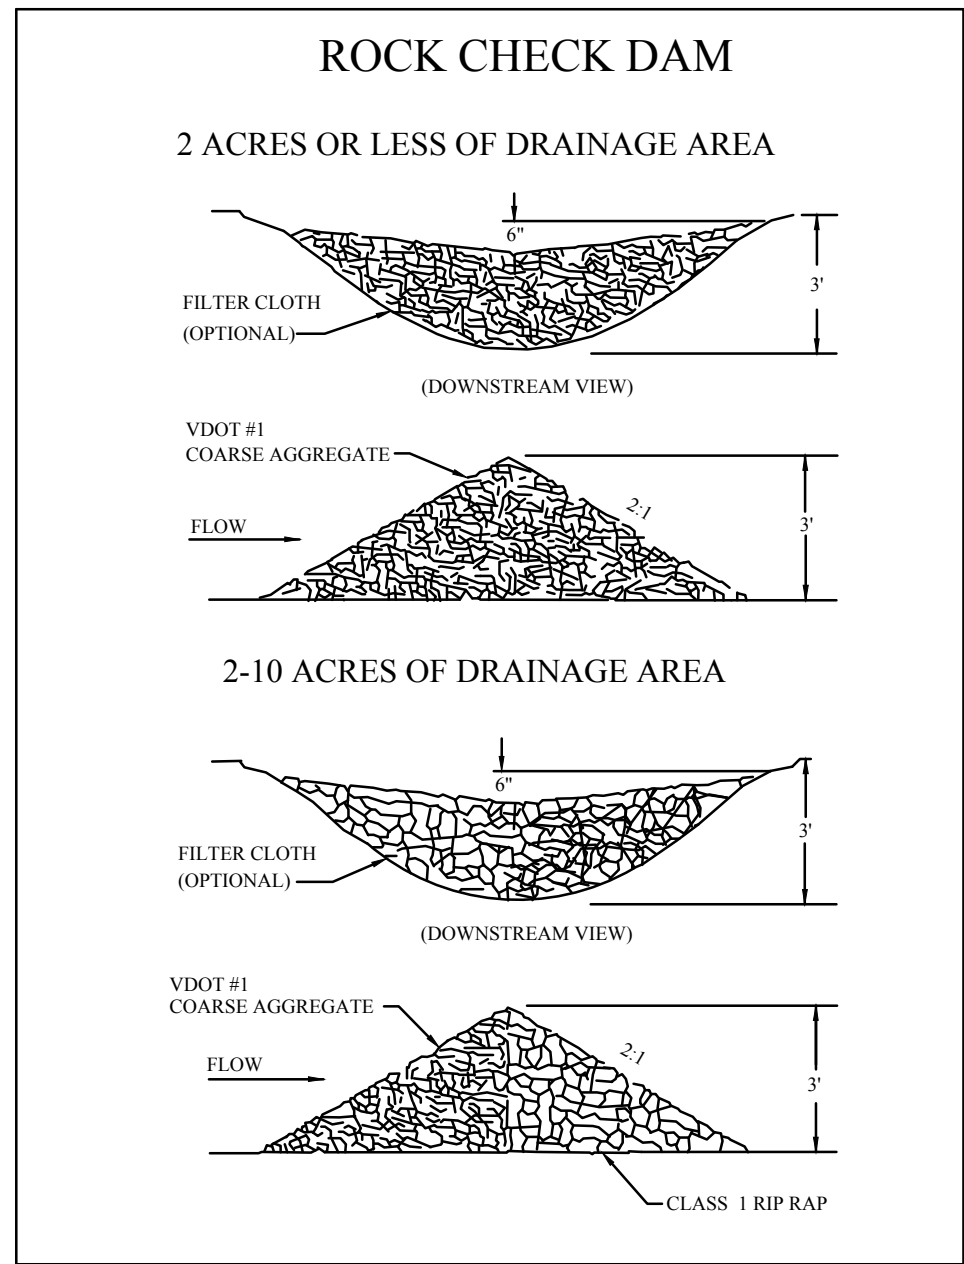 ROCK CHECK DAM
2 ACRES OR LESS OF DRAINAGE AREA
6"
3'
FILTER CLOTH
(OPTIONAL)
(DOWNSTREAM VIEW)
VDOT #1
COARSE AGGREGATE
2:1
FLOW
3'
2-10 ACRES OF DRAINAGE AREA
6"
3'
FILTER CLOTH
(OPTIONAL)
(DOWNSTREAM VIEW)
VDOT #1
COARSE AGGREGATE
2:1
FLOW
3'
CLASS 1 RIP RAP